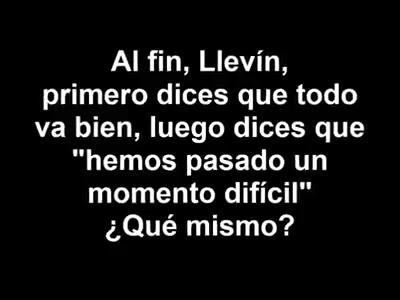 Al fin, Llevín,
primero dices que todo
va bien, luego dices que
"hemos pasado un
momento difícil"
¿Qué mismo?